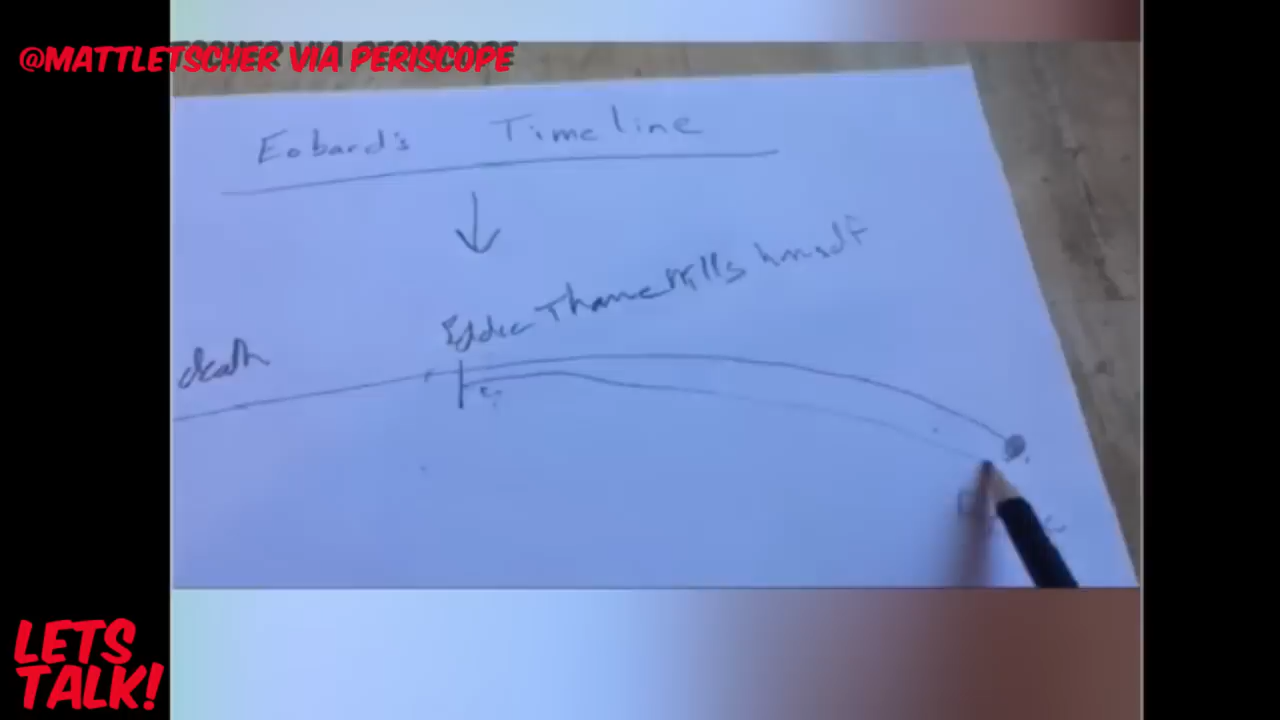 @MATTLETSCHER VIA PERISCOPE
Eobard's Timeline
Eddie Thawne kills himself
death
LETS
TALK!